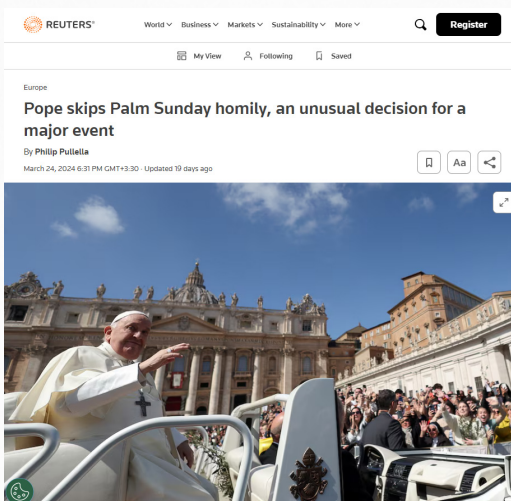 REUTERS®
World Business Markets Sustainability More Register
My View Following Saved
Europe
Pope skips Palm Sunday homily, an unusual decision for a
major event
By Philip Pullella
Aa
March 24, 2024 6:31 PM GMT+3:30 · Updated 19 days ago